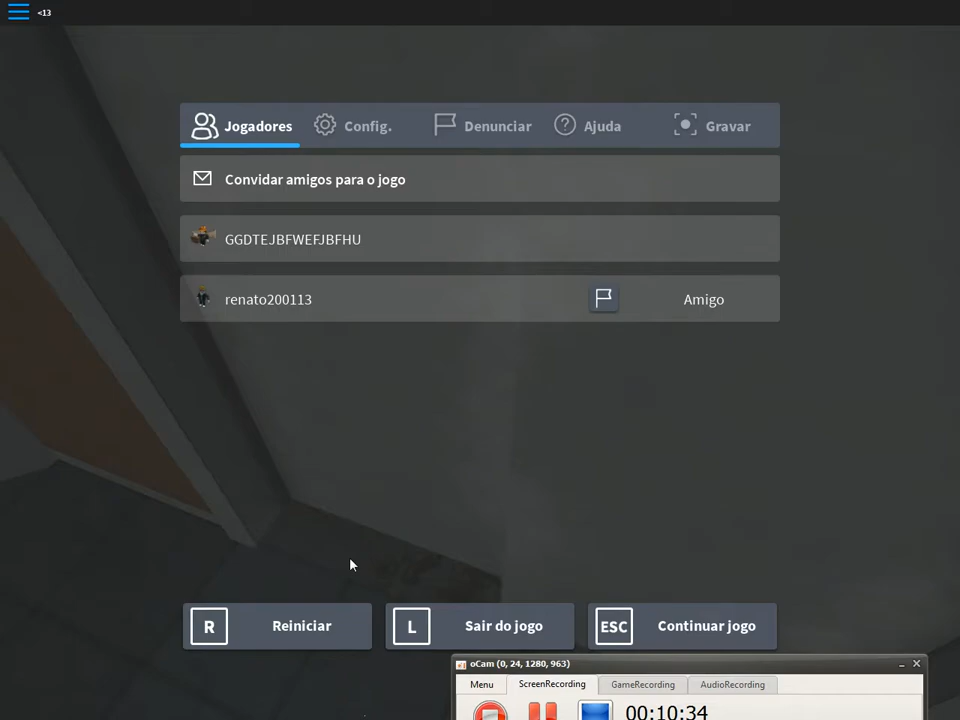 <13
Jogadores Config. Denunciar Ajuda Gravar
Convidar amigos para o jogo
GGDTEJBFWEFJBFHU
renato200113 Amigo
R Reiniciar L Sair do jogo ESC Continuar jogo
oCam (0, 24, 1280, 963)
Menu ScreenRecording GameRecording AudioRecording
00:10:34